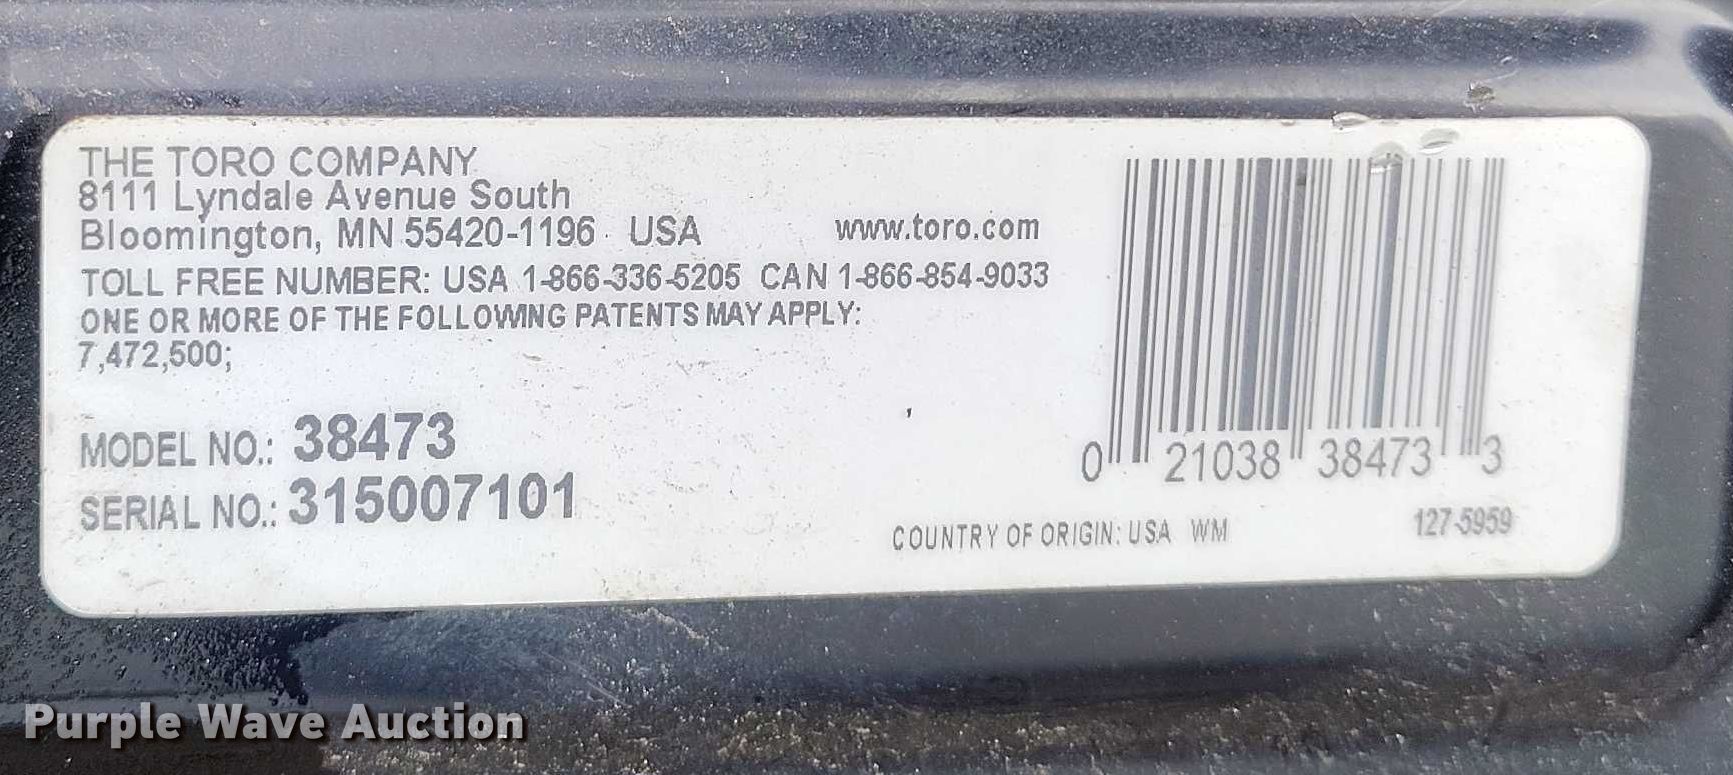 THE TORO COMPANY
8111 Lyndale Avenue South
Bloomington, MN 55420-1196 USA www.toro.com
TOLL FREE NUMBER: USA 1-866-336-5205 CAN 1-866-854-9033
ONE OR MORE OF THE FOLLOWING PATENTS MAY APPLY:
7,472,500;
MODEL NO.: 38473
SERIAL NO.: 315007101
0 21038 38473 3
COUNTRY OF ORIGIN: USA WM 127-5959
Purple Wave Auction